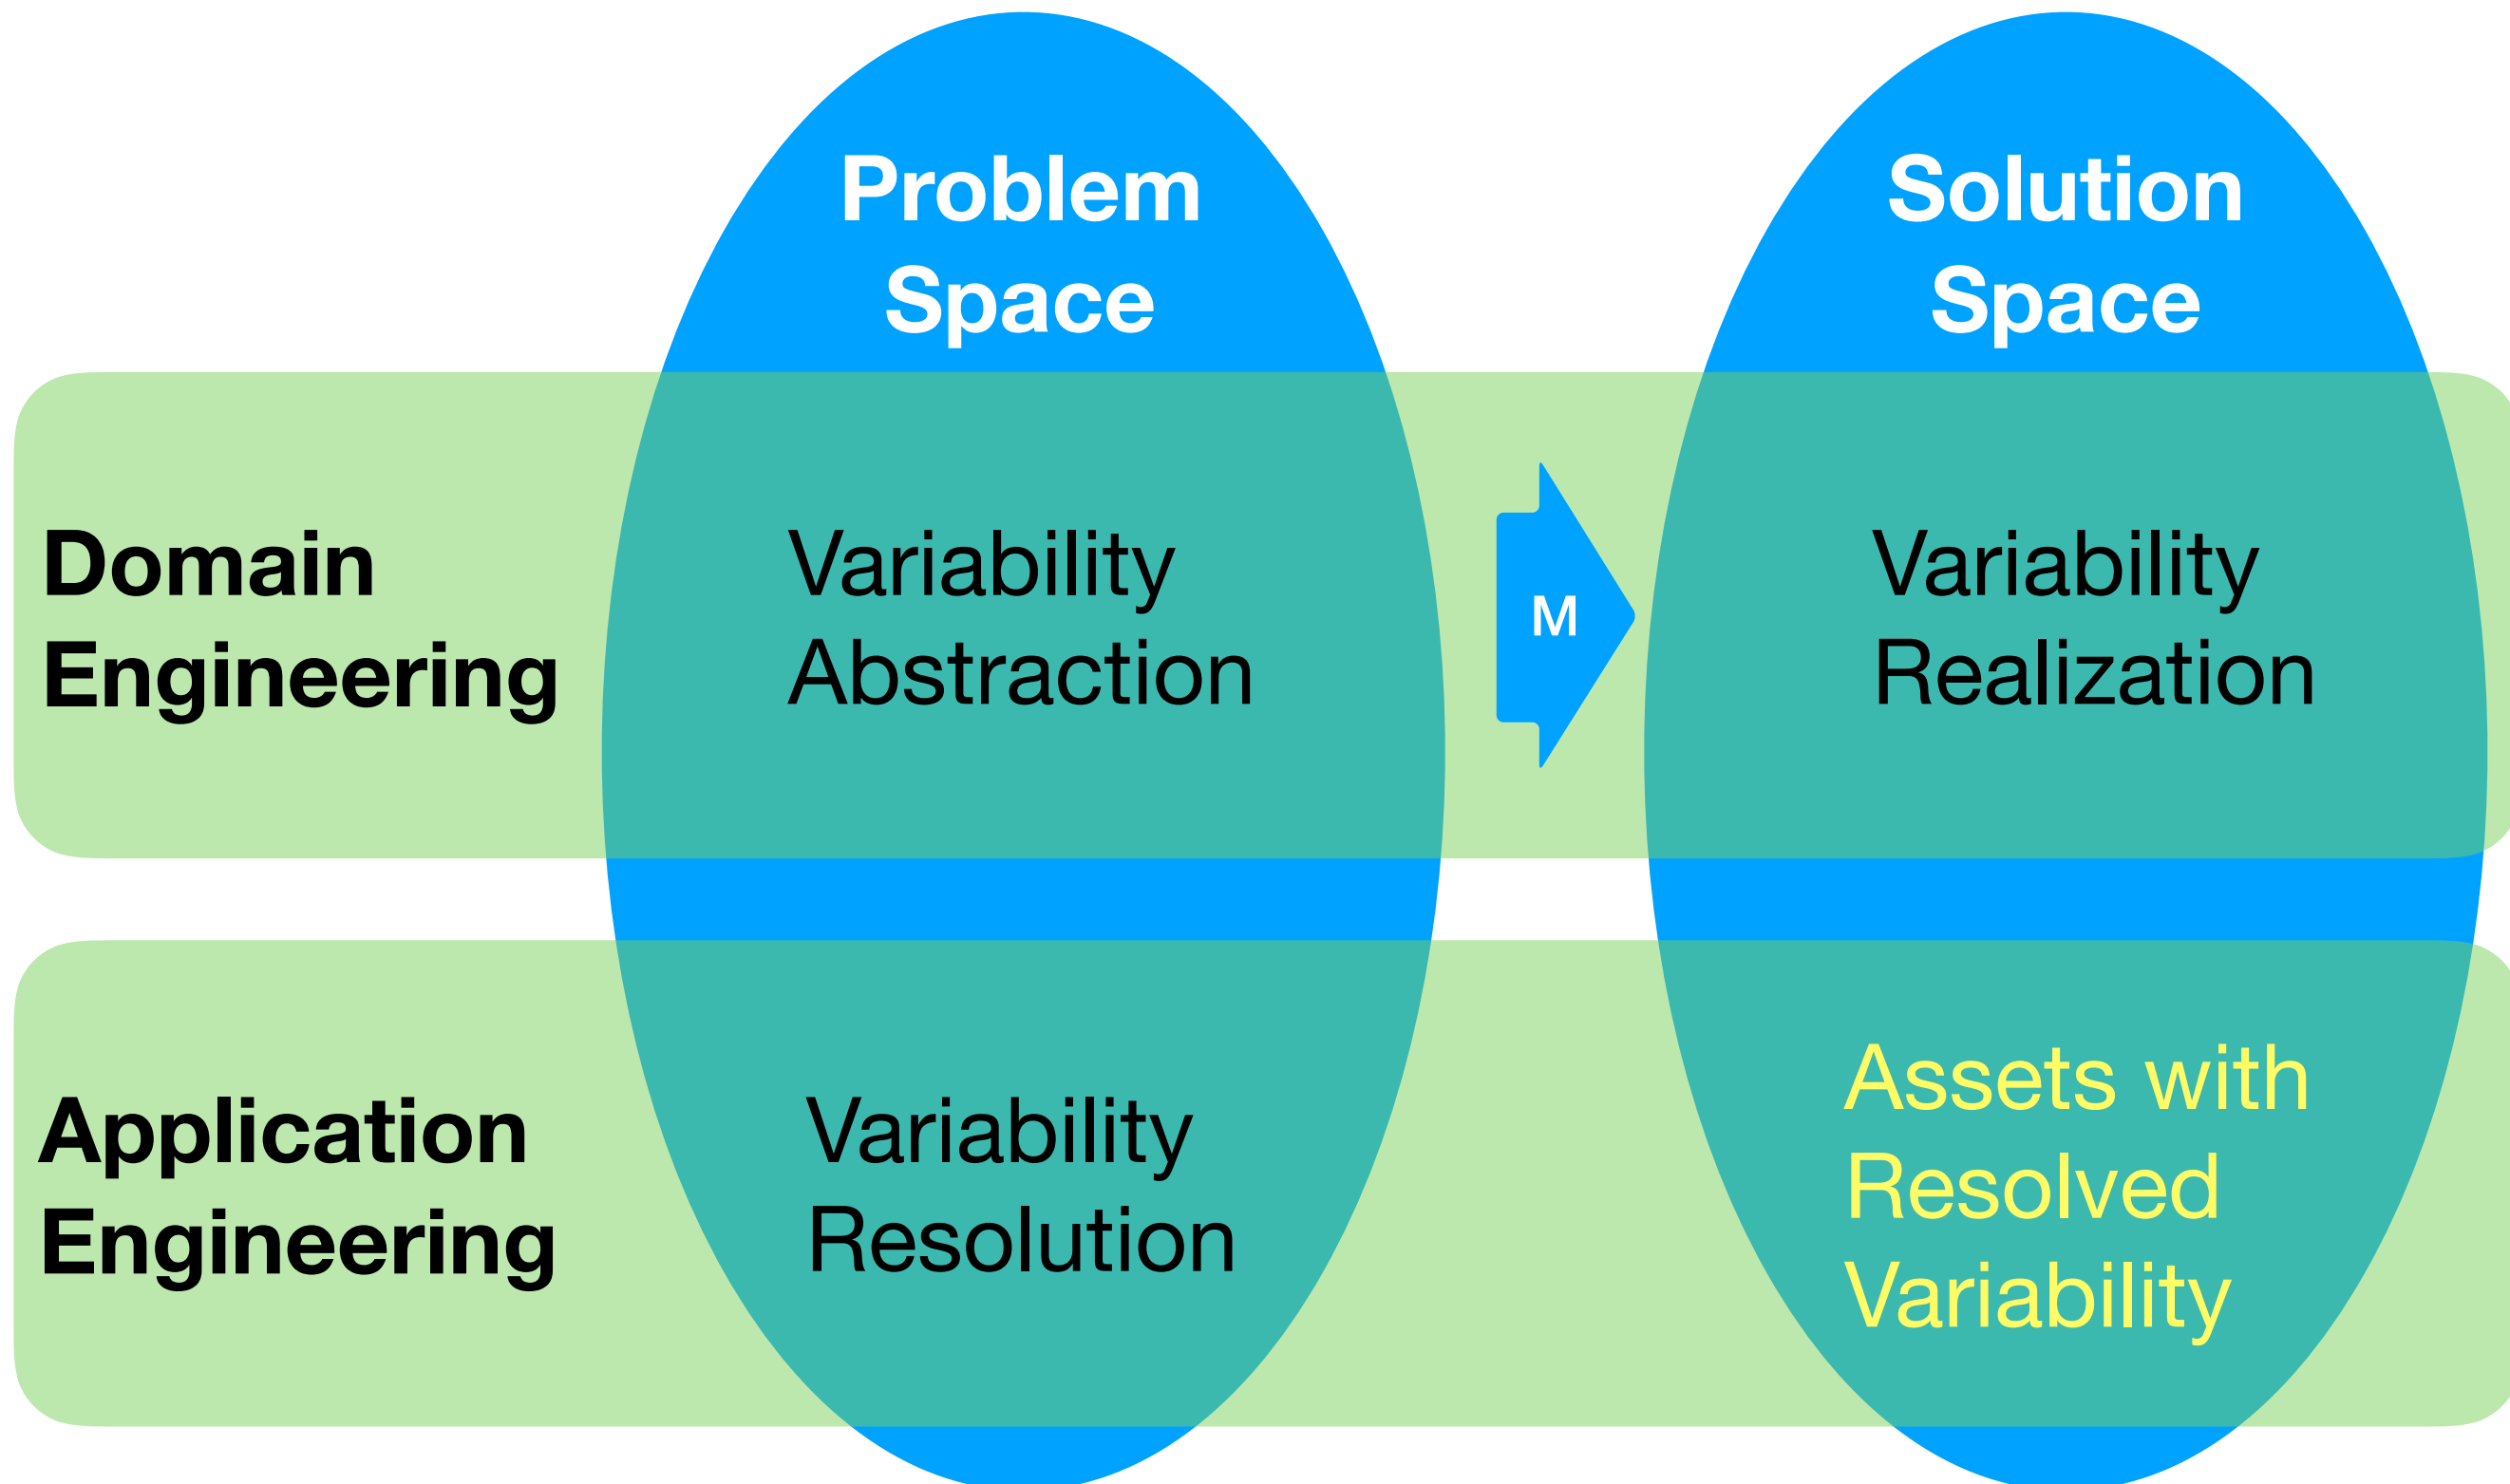 Problem
Space
Solution
Space
Domain
Engineering
Variability
Abstraction
M
Variability
Realization
Application
Engineering
Variability
Resolution
Assets with
Resolved
Variability